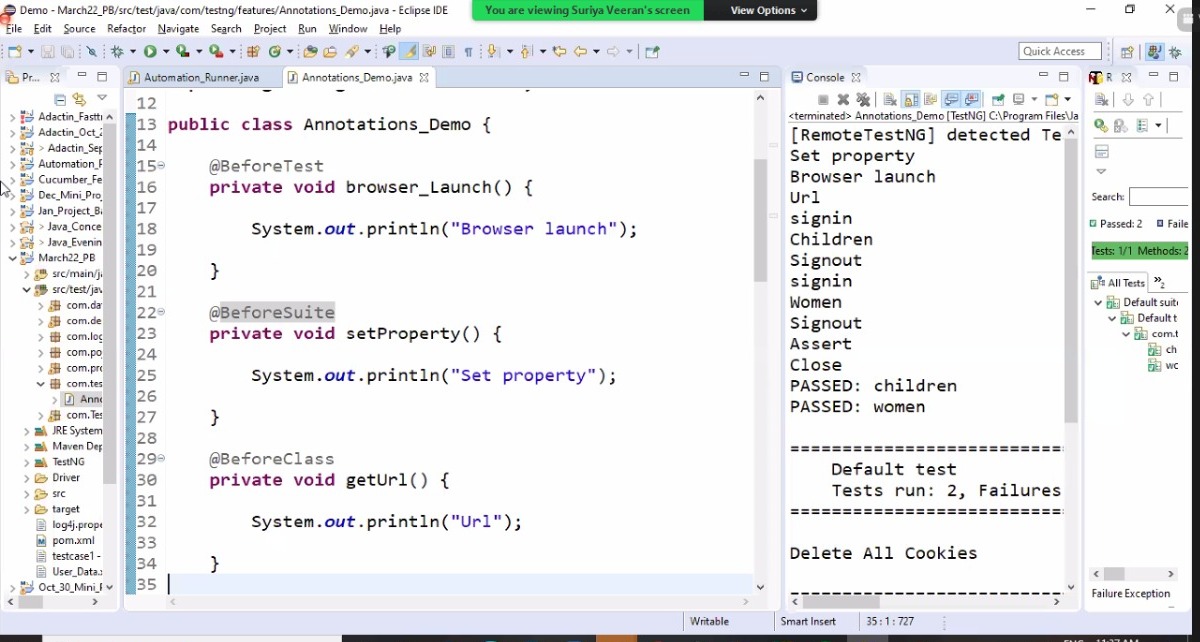 Demo - March22_PB/src/test/java/com/testng/features/Annotations_Demo.java - Eclipse IDE
You are viewing Suriya Veeran's screen
View Options
File Edit Source Refactor Navigate Search Project Run Window Help
Quick Access
Pr...
Automation_Runner.java
Annotations_Demo.java
Console
R
Adactin_Fastt
Adactin_Oct_2
> Adactin_Sep
Automation_F
Cucumber_Fe
Dec_Mini_Pro
Jan_Project_Ba
> Java_Conce
> Java_Evenin
March22_PB
src/main/ja
src/test/jav
com.da
com.de
com.log
com.po
com.pro
com.tes
Anno
com.Tes
JRE System
Maven Dep
TestNG
Driver
src
target
log4j.prope
pom.xml
testcase1 -
User_Data.x
Oct_30_Mini_F
12
13 public class Annotations_Demo {
14
15 @BeforeTest
16 private void browser_Launch() {
17
18 System.out.println("Browser launch");
19
20 }
21
22 @BeforeSuite
23 private void setProperty() {
24
25 System.out.println("Set property");
26
27 }
28
29 @BeforeClass
30 private void getUrl() {
31
32 System.out.println("Url");
33
34 }
35
<terminated> Annotations_Demo [TestNG] C:\Program Files\Ja
[RemoteTestNG] detected Te
Set property
Browser launch
Url
signin
Children
Signout
signin
Women
Signout
Assert
Close
PASSED: children
PASSED: women
===========================
Default test
Tests run: 2, Failures
===========================
Delete All Cookies
Search:
Passed: 2 Faile
Tests: 1/1 Methods: 2
All Tests
Default suite
Default t
com.t
ch
wo
Failure Exception
Writable
Smart Insert
35 : 1 : 727